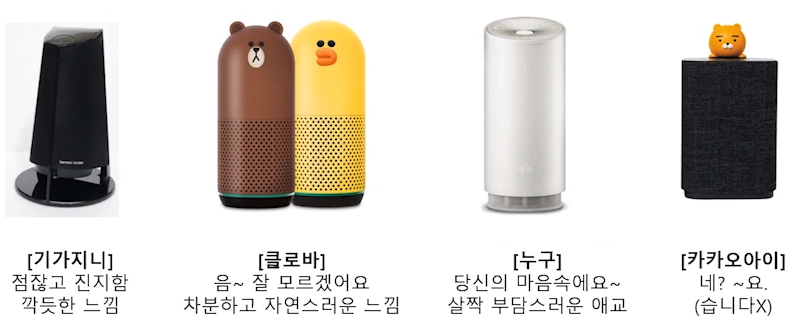 harman/kardon
[기가지니]
점잖고 진지함
깍듯한 느낌
[클로바]
음~ 잘 모르겠어요
차분하고 자연스러운 느낌
[누구]
당신의 마음속에요~
살짝 부담스러운 애교
[카카오아이]
네? ~요.
(습니다X)